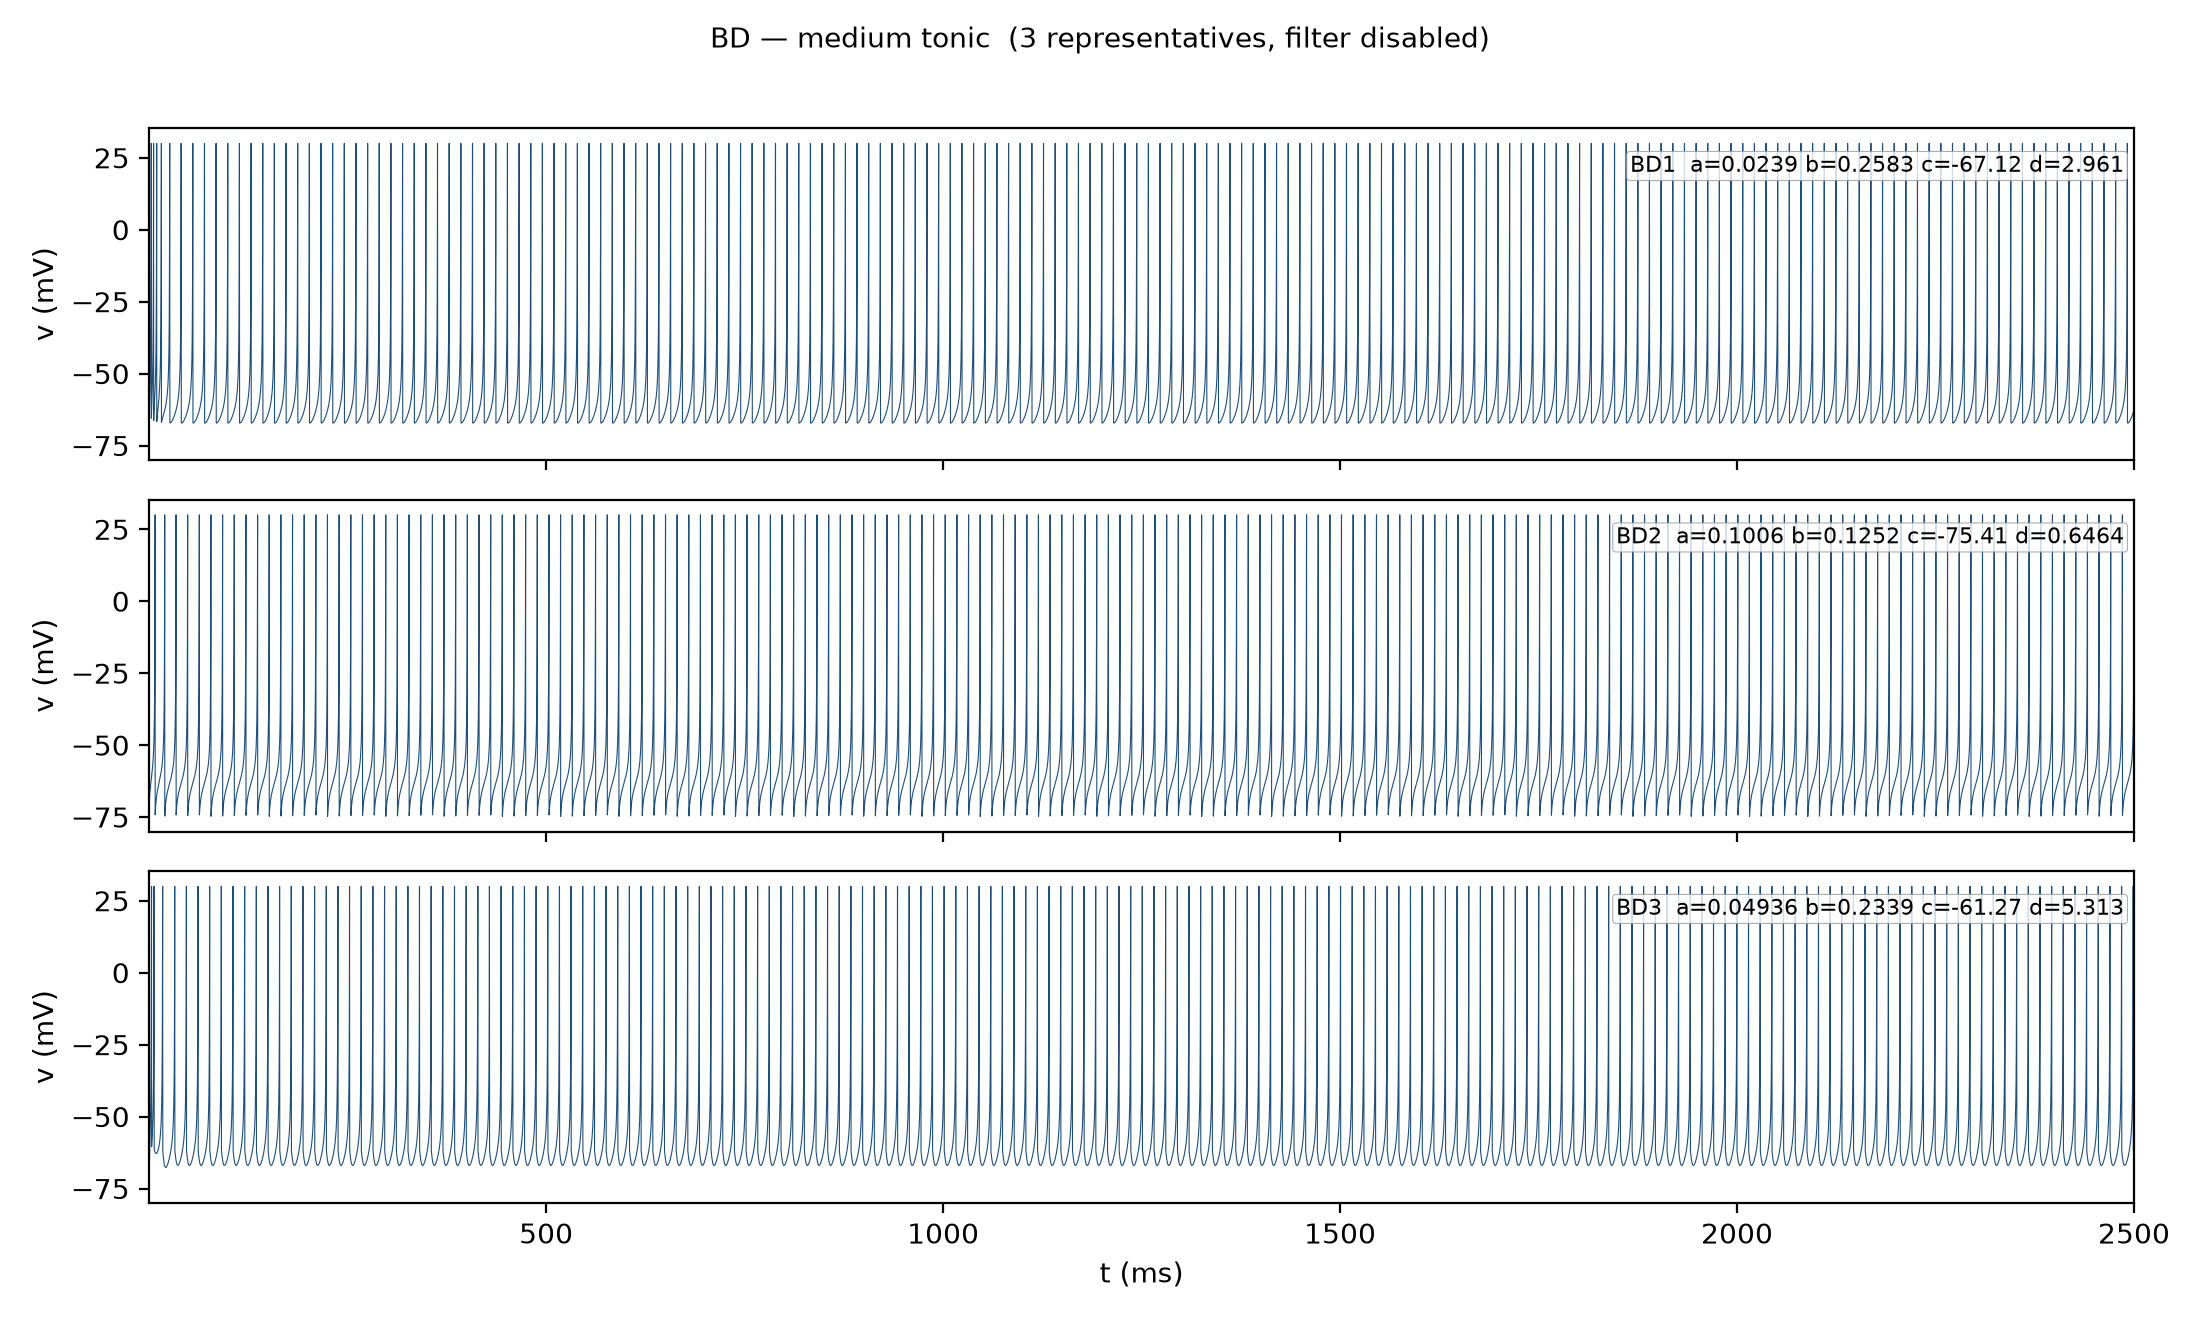 BD — medium tonic  (3 representatives, filter disabled)
25
0
−25
−50
−75
v (mV)
BD1  a=0.0239 b=0.2583 c=-67.12 d=2.961
25
0
−25
−50
−75
v (mV)
BD2  a=0.1006 b=0.1252 c=-75.41 d=0.6464
25
0
−25
−50
−75
v (mV)
BD3  a=0.04936 b=0.2339 c=-61.27 d=5.313
500 1000 1500 2000 2500
t (ms)